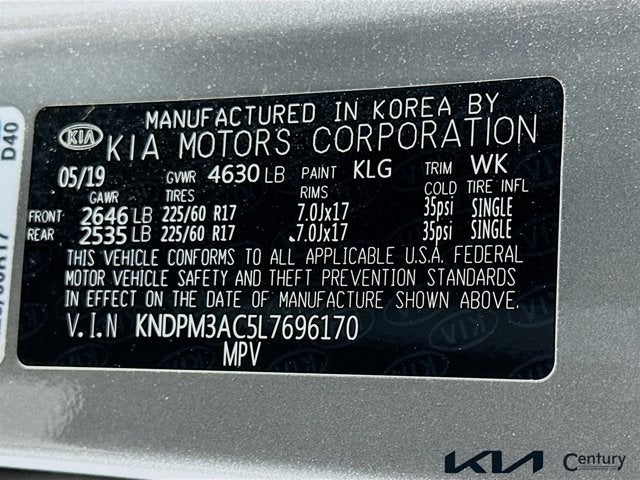 MANUFACTURED IN KOREA BY
KIA KIA MOTORS CORPORATION
05/19 GVWR 4630 LB PAINT KLG TRIM WK
GAWR TIRES RIMS COLD TIRE INFL
FRONT 2646 LB 225/60 R17 7.0Jx17 35psi SINGLE
REAR 2535 LB 225/60 R17 7.0Jx17 35psi SINGLE
THIS VEHICLE CONFORMS TO ALL APPLICABLE U.S.A. FEDERAL
MOTOR VEHICLE SAFETY AND THEFT PREVENTION STANDARDS
IN EFFECT ON THE DATE OF MANUFACTURE SHOWN ABOVE.
V.I.N KNDPM3AC5L7696170
MPV
D40
KIA Century